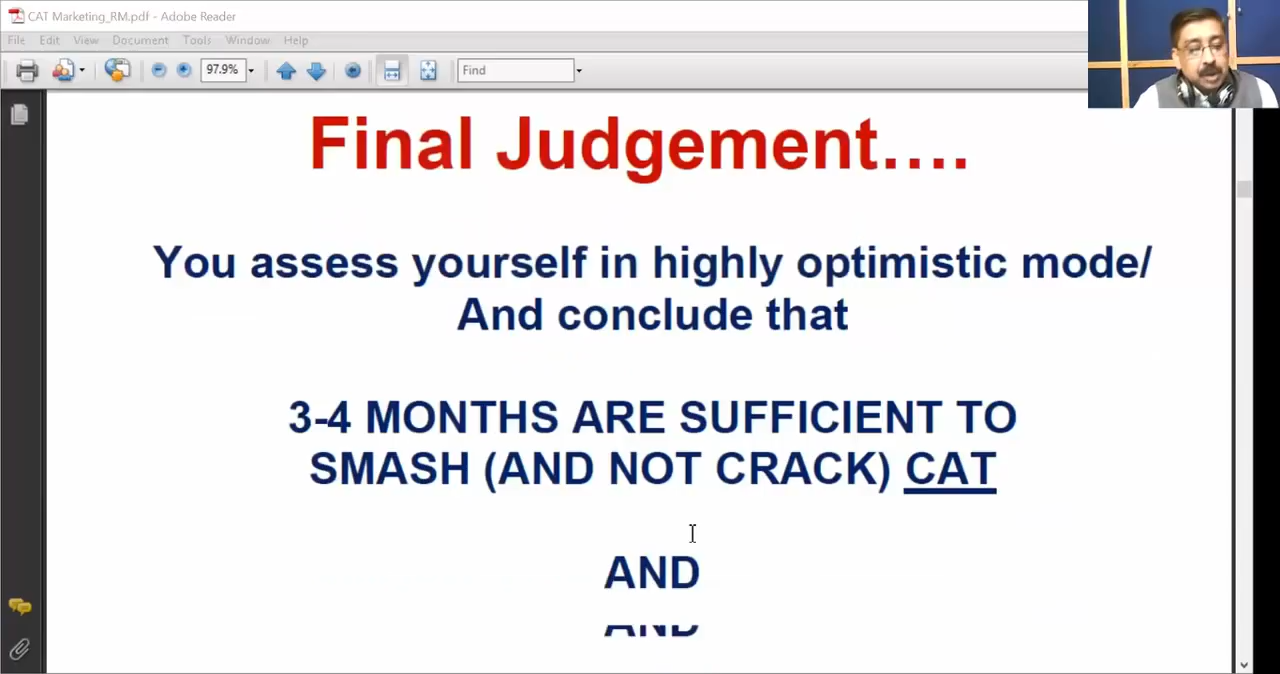 CAT Marketing_RM.pdf - Adobe Reader
File Edit View Document Tools Window Help
97.9% Find
Final Judgement....
You assess yourself in highly optimistic mode/
And conclude that
3-4 MONTHS ARE SUFFICIENT TO
SMASH (AND NOT CRACK) CAT
AND
AND